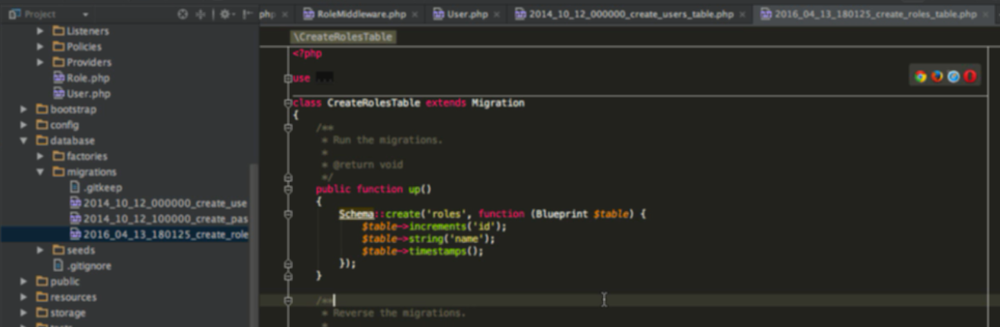 Project
Listeners
Policies
Providers
Role.php
User.php
bootstrap
config
database
factories
migrations
.gitkeep
2014_10_12_000000_create_use
2014_10_12_100000_create_pas
2016_04_13_180125_create_role
seeds
.gitignore
public
resources
storage
php RoleMiddleware.php User.php 2014_10_12_000000_create_users_table.php 2016_04_13_180125_create_roles_table.php
\CreateRolesTable
<?php
use ...
class CreateRolesTable extends Migration
{
/**
* Run the migrations.
*
* @return void
*/
public function up()
{
Schema::create('roles', function (Blueprint $table) {
$table->increments('id');
$table->string('name');
$table->timestamps();
});
}
/**
* Reverse the migrations.
*